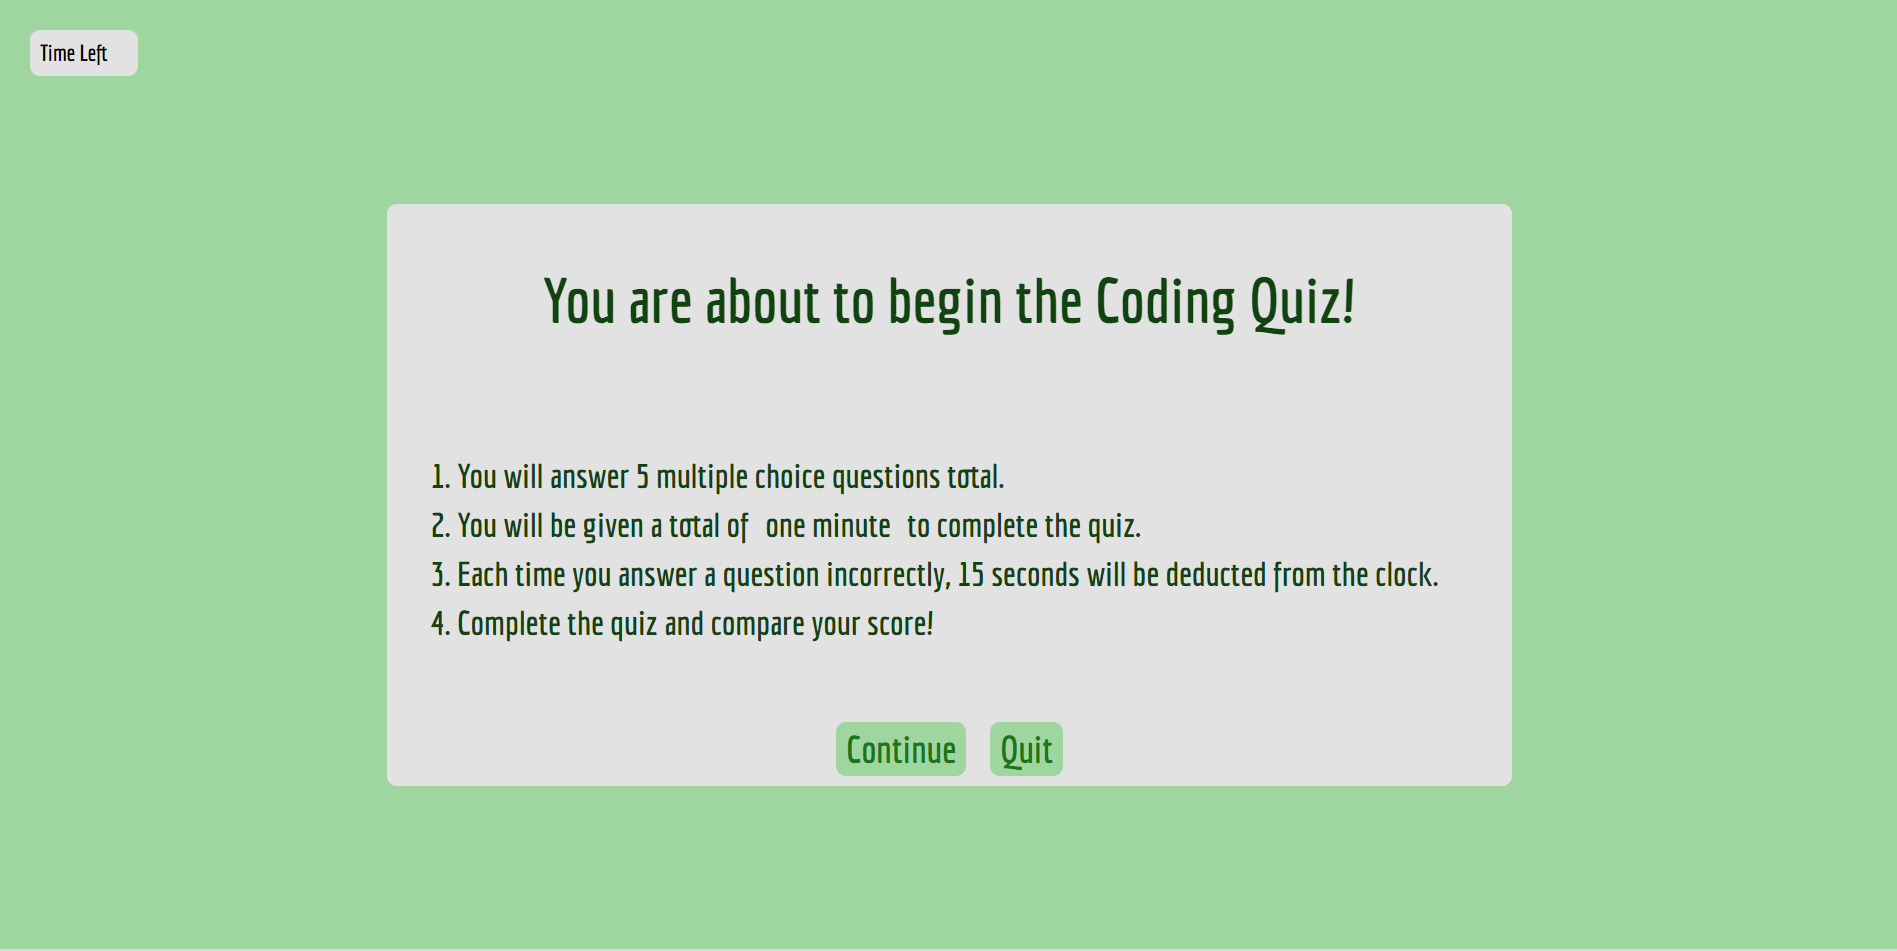 Time Left
You are about to begin the Coding Quiz!
1. You will answer 5 multiple choice questions total.
2. You will be given a total of one minute to complete the quiz.
3. Each time you answer a question incorrectly, 15 seconds will be deducted from the clock.
4. Complete the quiz and compare your score!
Continue Quit